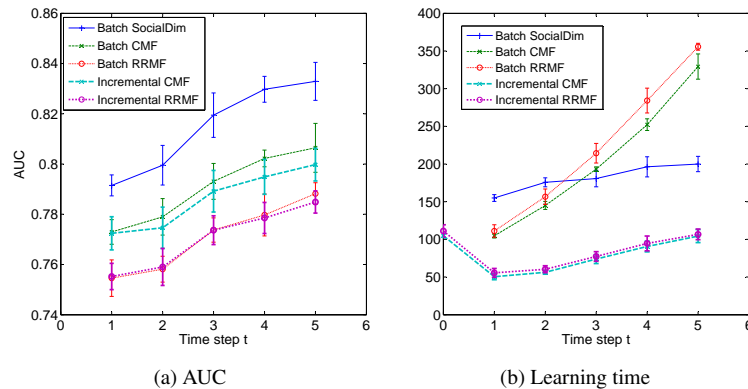 0.86
0.84
0.82
0.8
0.78
0.76
0.74
AUC
Batch SocialDim
Batch CMF
Batch RRMF
Incremental CMF
Incremental RRMF
0 1 2 3 4 5 6
Time step t
(a) AUC
400
350
300
250
200
150
100
50
0
Batch SocialDim
Batch CMF
Batch RRMF
Incremental CMF
Incremental RRMF
0 1 2 3 4 5 6
Time step t
(b) Learning time